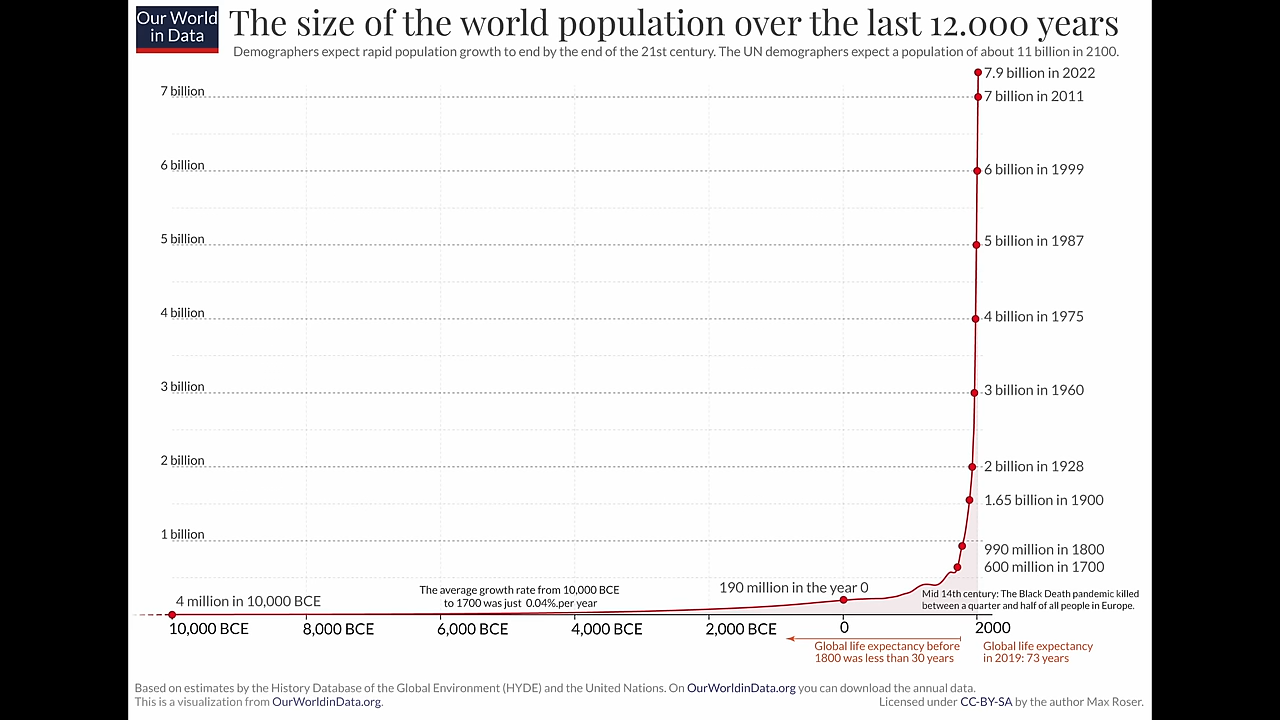 Our World
in Data
The size of the world population over the last 12.000 years
Demographers expect rapid population growth to end by the end of the 21st century. The UN demographers expect a population of about 11 billion in 2100.
7.9 billion in 2022
7 billion
7 billion in 2011
6 billion
6 billion in 1999
5 billion
5 billion in 1987
4 billion
4 billion in 1975
3 billion
3 billion in 1960
2 billion
2 billion in 1928
1.65 billion in 1900
1 billion
990 million in 1800
600 million in 1700
190 million in the year 0
The average growth rate from 10,000 BCE
to 1700 was just 0.04%.per year
Mid 14th century: The Black Death pandemic killed
between a quarter and half of all people in Europe.
4 million in 10,000 BCE
10,000 BCE
8,000 BCE
6,000 BCE
4,000 BCE
2,000 BCE
0
2000
Global life expectancy before
1800 was less than 30 years
Global life expectancy
in 2019: 73 years
Based on estimates by the History Database of the Global Environment (HYDE) and the United Nations. On OurWorldinData.org you can download the annual data.
This is a visualization from OurWorldinData.org.
Licensed under CC-BY-SA by the author Max Roser.